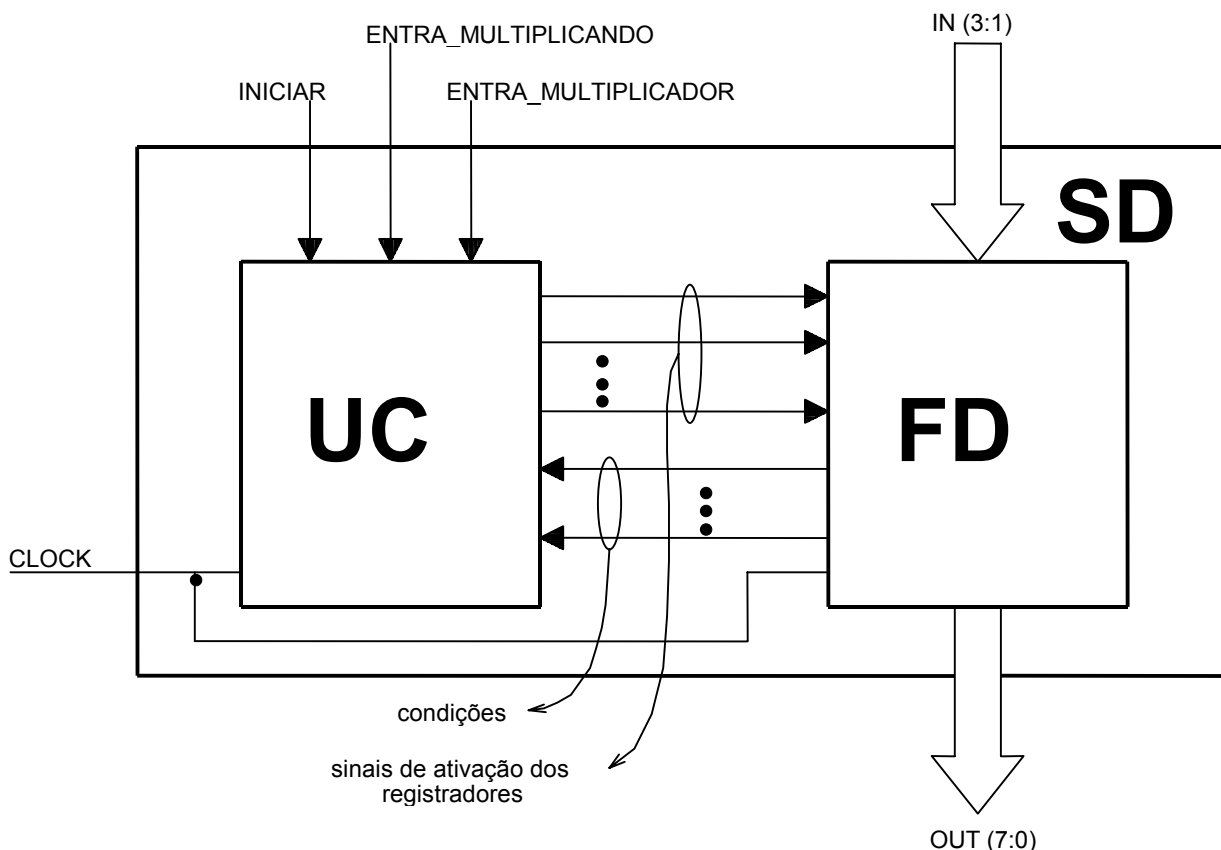 ENTRA_MULTIPLICANDO
IN (3:1)
INICIAR
ENTRA_MULTIPLICADOR
SD
UC
FD
CLOCK
condições
sinais de ativação dos
registradores
OUT (7:0)